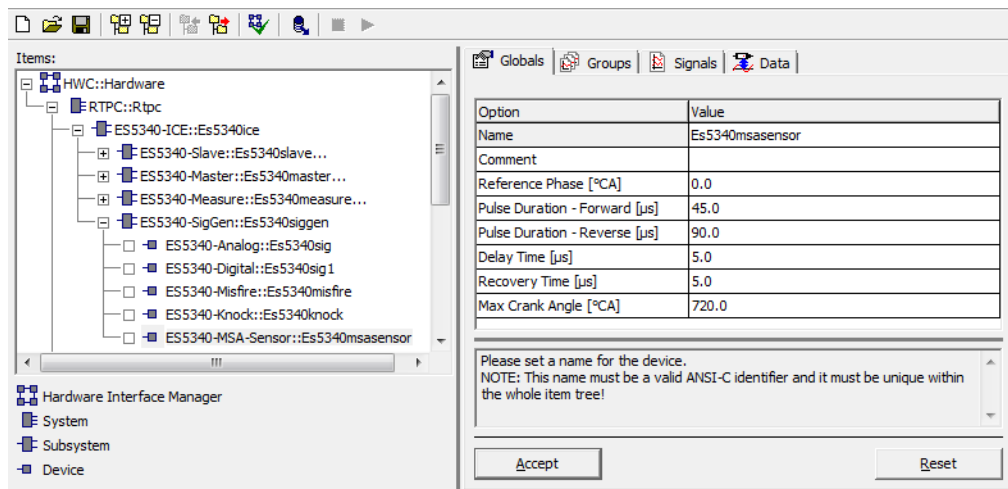 Items:
HWC::Hardware
RTPC::Rtpc
ES5340-ICE::Es5340ice
ES5340-Slave::Es5340slave...
ES5340-Master::Es5340master...
ES5340-Measure::Es5340measure...
ES5340-SigGen::Es5340siggen
ES5340-Analog::Es5340sig
ES5340-Digital::Es5340sig1
ES5340-Misfire::Es5340misfire
ES5340-Knock::Es5340knock
ES5340-MSA-Sensor::Es5340msasensor
Hardware Interface Manager
System
Subsystem
Device
Globals Groups Signals Data
Option Value
Name Es5340msasensor
Comment
Reference Phase [°CA] 0.0
Pulse Duration - Forward [µs] 45.0
Pulse Duration - Reverse [µs] 90.0
Delay Time [µs] 5.0
Recovery Time [µs] 5.0
Max Crank Angle [°CA] 720.0
Please set a name for the device.
NOTE: This name must be a valid ANSI-C identifier and it must be unique within
the whole item tree!
Accept Reset